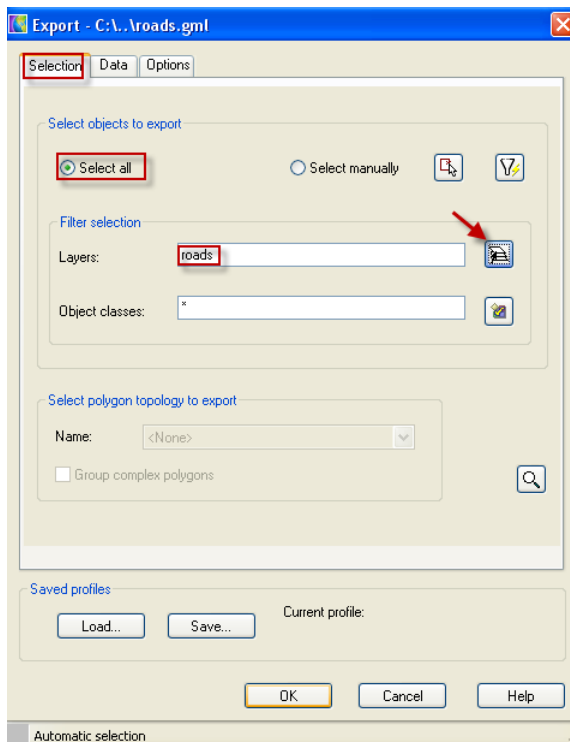 Export - C:\..\roads.gml
Selection Data Options
Select objects to export
Select all Select manually
Filter selection
Layers: roads
Object classes: *
Select polygon topology to export
Name: <None>
Group complex polygons
Saved profiles
Current profile:
Load... Save...
OK Cancel Help
Automatic selection